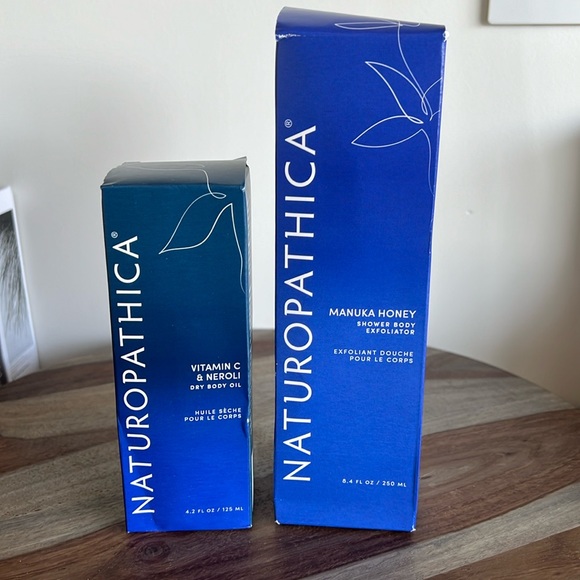 NATUROPATHICA®
VITAMIN C
& NEROLI
DRY BODY OIL
HUILE SÈCHE
POUR LE CORPS
4.2 FL OZ / 125 ML
NATUROPATHICA®
MANUKA HONEY
SHOWER BODY
EXFOLIATOR
EXFOLIANT DOUCHE
POUR LE CORPS
8.4 FL OZ / 250 ML